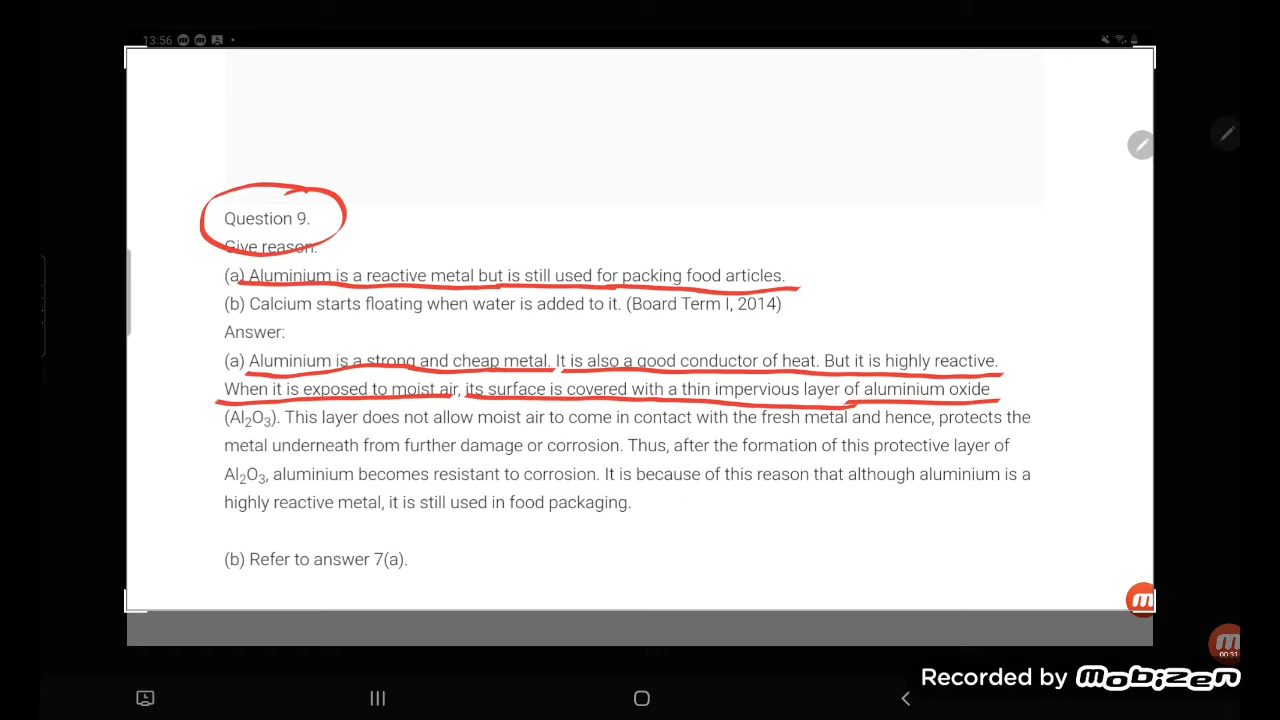 13:56
Question 9.
Give reason.
(a) Aluminium is a reactive metal but is still used for packing food articles.
(b) Calcium starts floating when water is added to it. (Board Term I, 2014)
Answer:
(a) Aluminium is a strong and cheap metal. It is also a good conductor of heat. But it is highly reactive.
When it is exposed to moist air, its surface is covered with a thin impervious layer of aluminium oxide
(Al₂O₃). This layer does not allow moist air to come in contact with the fresh metal and hence, protects the
metal underneath from further damage or corrosion. Thus, after the formation of this protective layer of
Al₂O₃, aluminium becomes resistant to corrosion. It is because of this reason that although aluminium is a
highly reactive metal, it is still used in food packaging.
(b) Refer to answer 7(a).
00:31
Recorded by mobizen